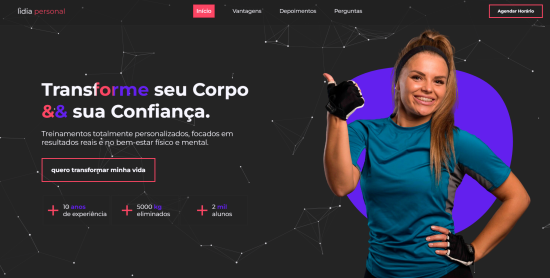 lídia personal
Início
Vantagens
Depoimentos
Perguntas
Agendar Horário
Transforme seu Corpo
&& sua Confiança.
Treinamentos totalmente personalizados, focados em
resultados reais e no bem-estar físico e mental.
quero transformar minha vida
10 anos
de experiência
5000 kg
eliminados
2 mil
alunos